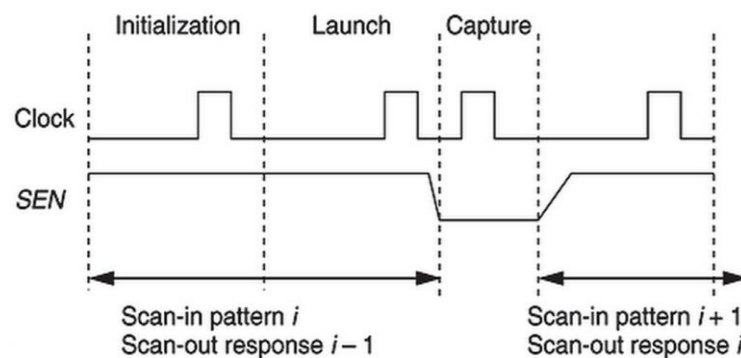 Initialization Launch Capture
Clock
SEN
Scan-in pattern i
Scan-out response i – 1
Scan-in pattern i + 1
Scan-out response i